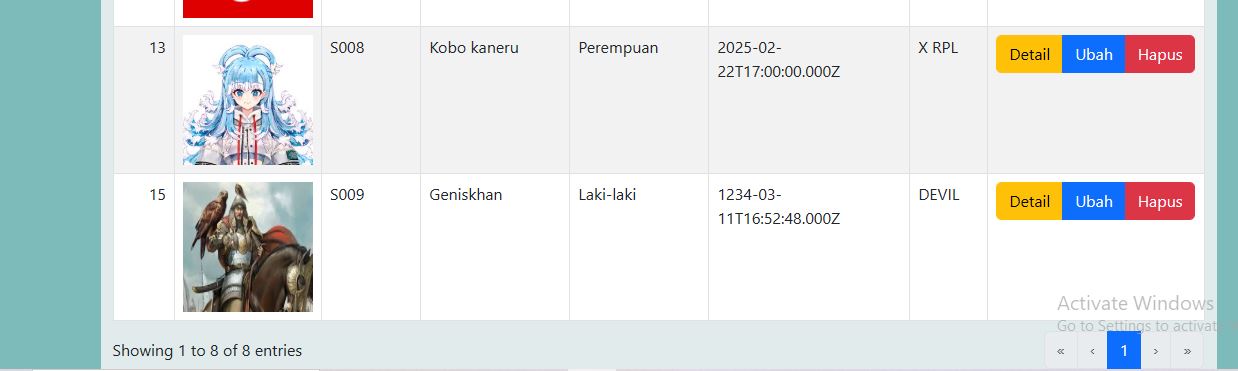 13 S008 Kobo kaneru Perempuan 2025-02- X RPL Detail Ubah Hapus
22T17:00:00.000Z
15 S009 Geniskhan Laki-laki 1234-03- DEVIL Detail Ubah Hapus
11T16:52:48.000Z
Activate Windows
Go to Settings to activate
Showing 1 to 8 of 8 entries « ‹ 1 › »